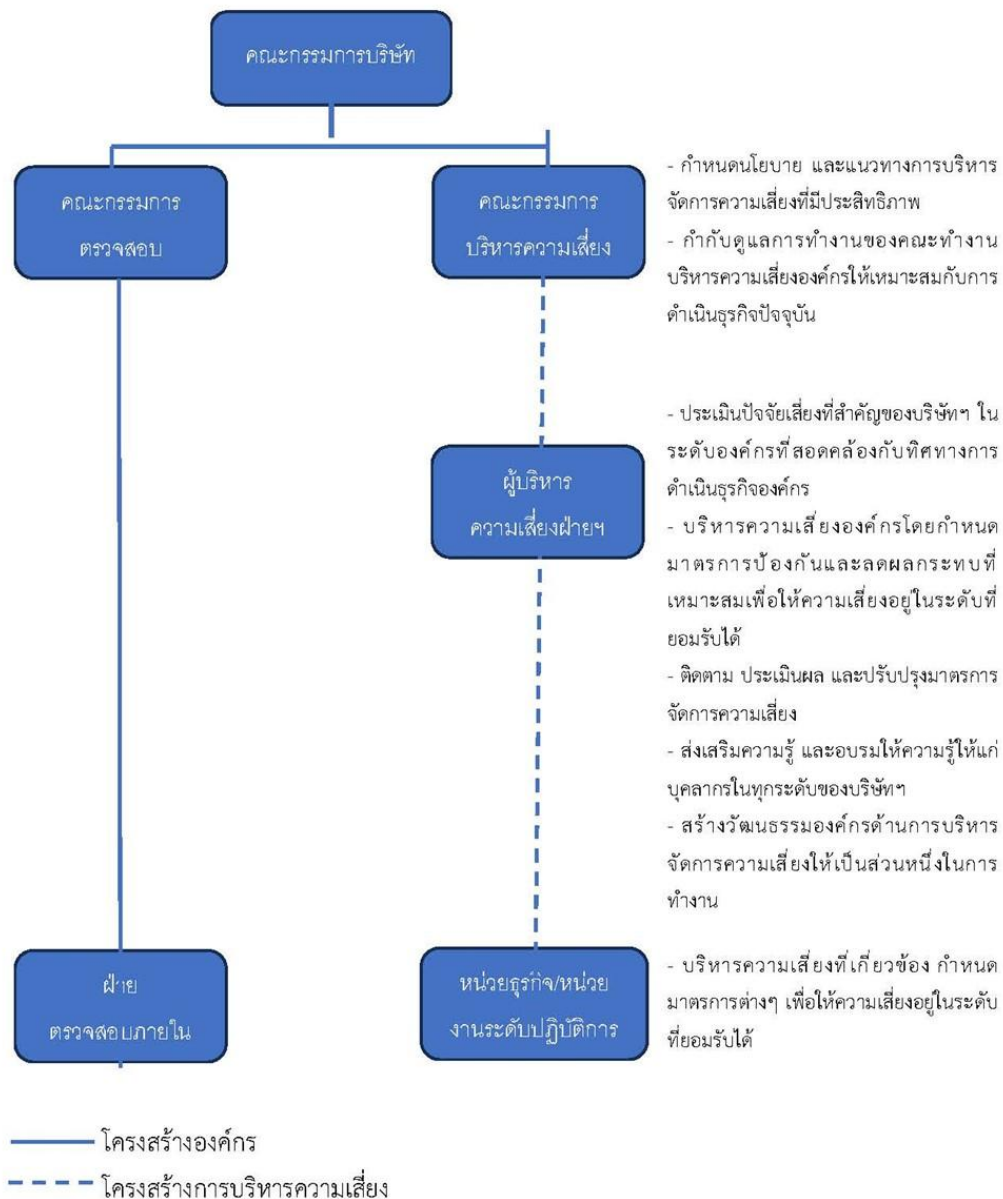 คณะกรรมการบริษัท
คณะกรรมการ
ตรวจสอบ
คณะกรรมการ
บริหารความเสี่ยง
- กำหนดนโยบาย และแนวทางการบริหาร
จัดการความเสี่ยงที่มีประสิทธิภาพ
- กำกับดูแลการทำงานของคณะทำงาน
บริหารความเสี่ยงองค์กรให้เหมาะสมกับการ
ดำเนินธุรกิจปัจจุบัน
ผู้บริหาร
ความเสี่ยงฝ่ายฯ
- ประเมินปัจจัยเสี่ยงที่สำคัญของบริษัทฯ ใน
ระดับองค์กรที่สอดคล้องกับทิศทางการ
ดำเนินธุรกิจองค์กร
- บริหารความเสี่ยงองค์กรโดยกำหนด
มาตรการป้องกันและลดผลกระทบที่
เหมาะสมเพื่อให้ความเสี่ยงอยู่ในระดับที่
ยอมรับได้
- ติดตาม ประเมินผล และปรับปรุงมาตรการ
จัดการความเสี่ยง
- ส่งเสริมความรู้ และอบรมให้ความรู้ให้แก่
บุคลากรในทุกระดับของบริษัทฯ
- สร้างวัฒนธรรมองค์กรด้านการบริหาร
จัดการความเสี่ยงให้เป็นส่วนหนึ่งในการ
ทำงาน
ฝ่าย
ตรวจสอบภายใน
หน่วยธุรกิจ/หน่วย
งานระดับปฏิบัติการ
- บริหารความเสี่ยงที่เกี่ยวข้อง กำหนด
มาตรการต่างๆ เพื่อให้ความเสี่ยงอยู่ในระดับ
ที่ยอมรับได้
โครงสร้างองค์กร
โครงสร้างการบริหารความเสี่ยง